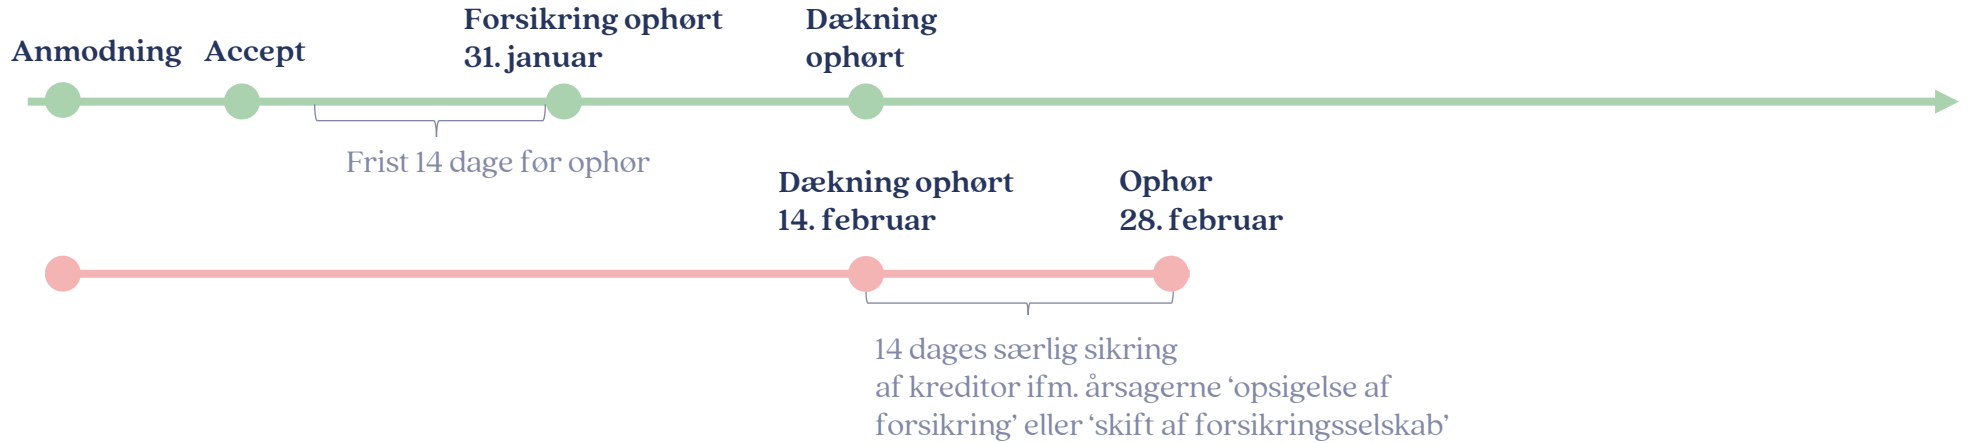 Anmodning
Accept
Forsikring ophørt
31. januar
Dækning
ophørt
Frist 14 dage før ophør
Dækning ophørt
14. februar
Ophør
28. februar
14 dages særlig sikring
af kreditor ifm. årsagerne ‘opsigelse af
forsikring’ eller ‘skift af forsikringsselskab’